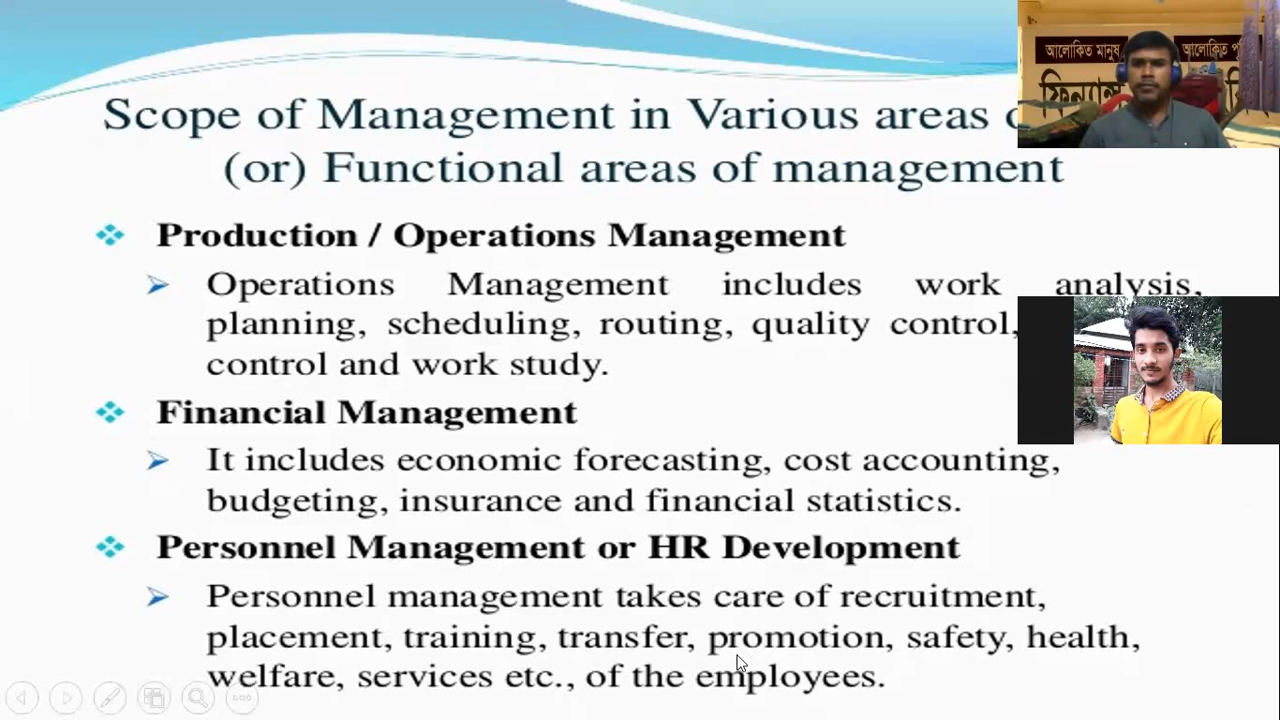 Scope of Management in Various areas
(or) Functional areas of management
Production / Operations Management
Operations Management includes work analysis,
planning, scheduling, routing, quality control,
control and work study.
Financial Management
It includes economic forecasting, cost accounting,
budgeting, insurance and financial statistics.
Personnel Management or HR Development
Personnel management takes care of recruitment,
placement, training, transfer, promotion, safety, health,
welfare, services etc., of the employees.
আলোকিত মানুষ, আলোকিত
ফিন্যান্স